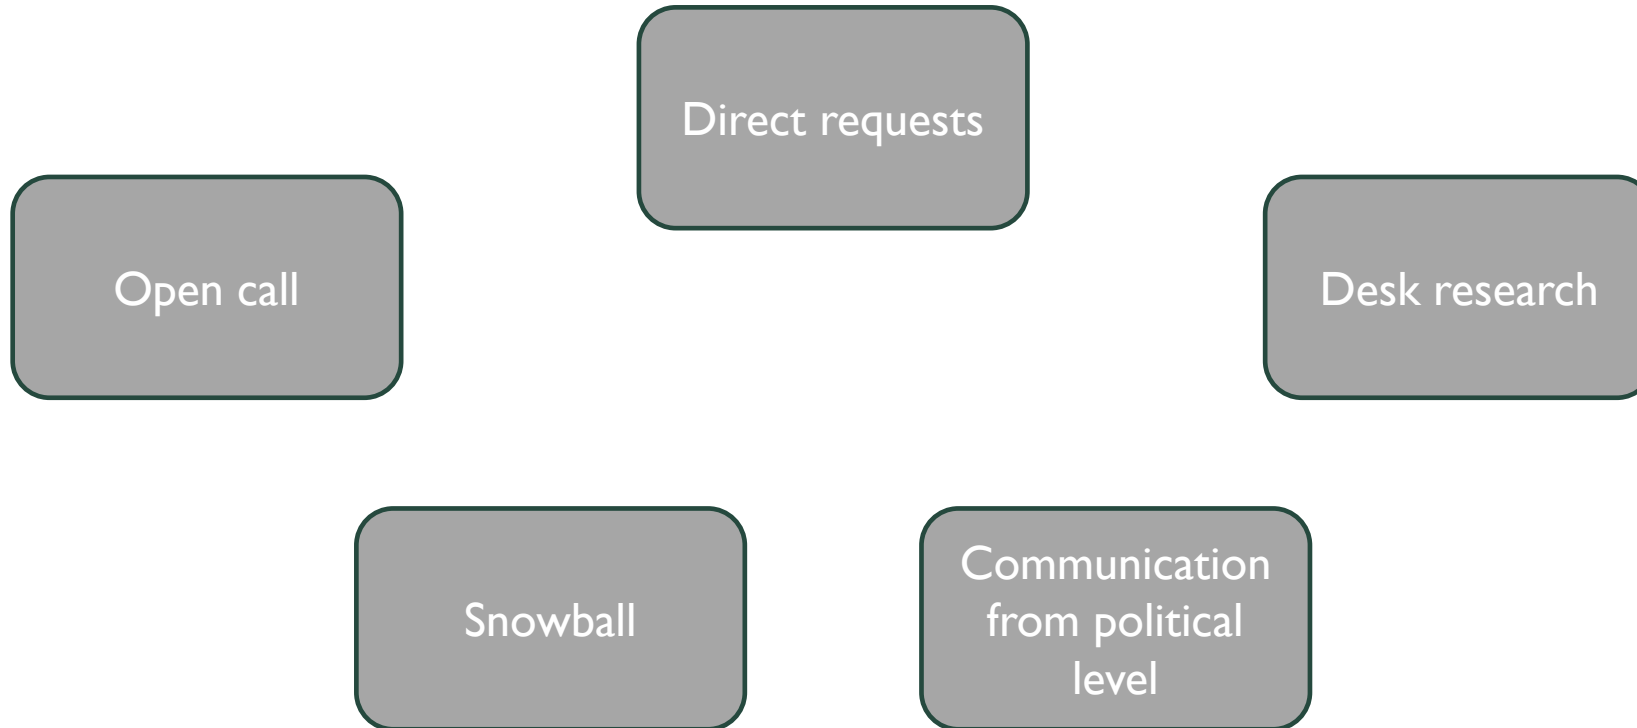 Direct requests
Open call
Desk research
Snowball
Communication
from political
level